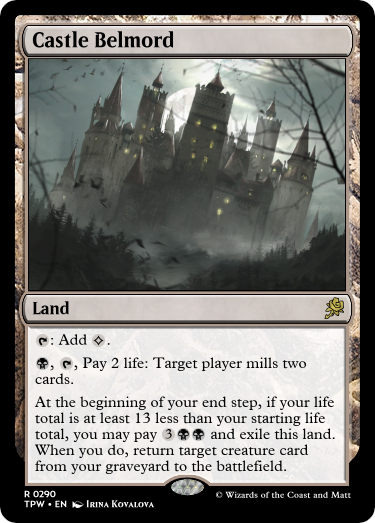 Castle Belmord
Land
: Add .
, , Pay 2 life: Target player mills two
cards.
At the beginning of your end step, if your life
total is at least 13 less than your starting life
total, you may pay 3 and exile this land.
When you do, return target creature card
from your graveyard to the battlefield.
R 0290
TPW • EN Irina Kovalova
© Wizards of the Coast and Matt